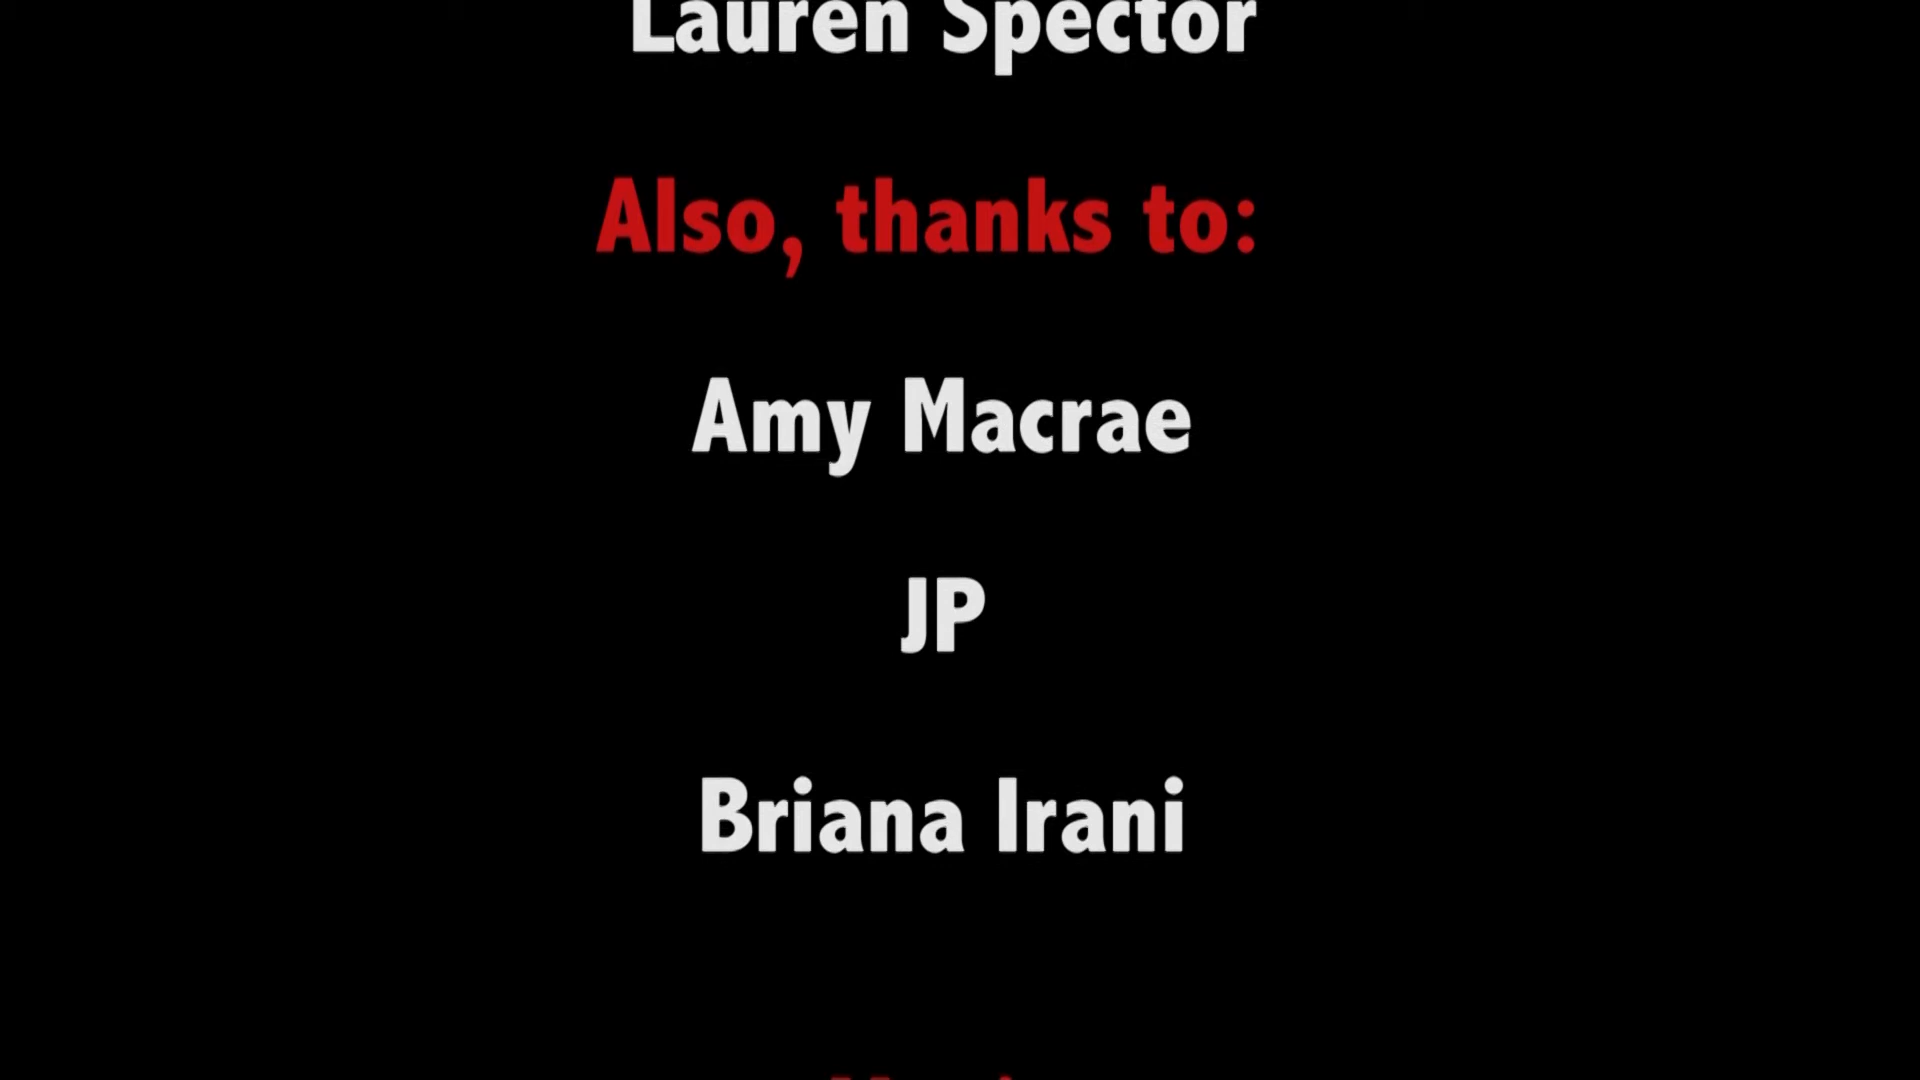 Lauren Spector
Also, thanks to:
Amy Macrae
JP
Briana Irani